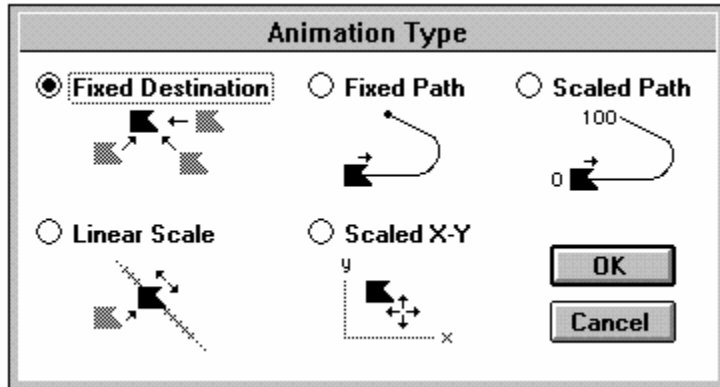 Animation Type
Fixed Destination
Fixed Path
Scaled Path
100
0
Linear Scale
Scaled X-Y
y
x
OK
Cancel